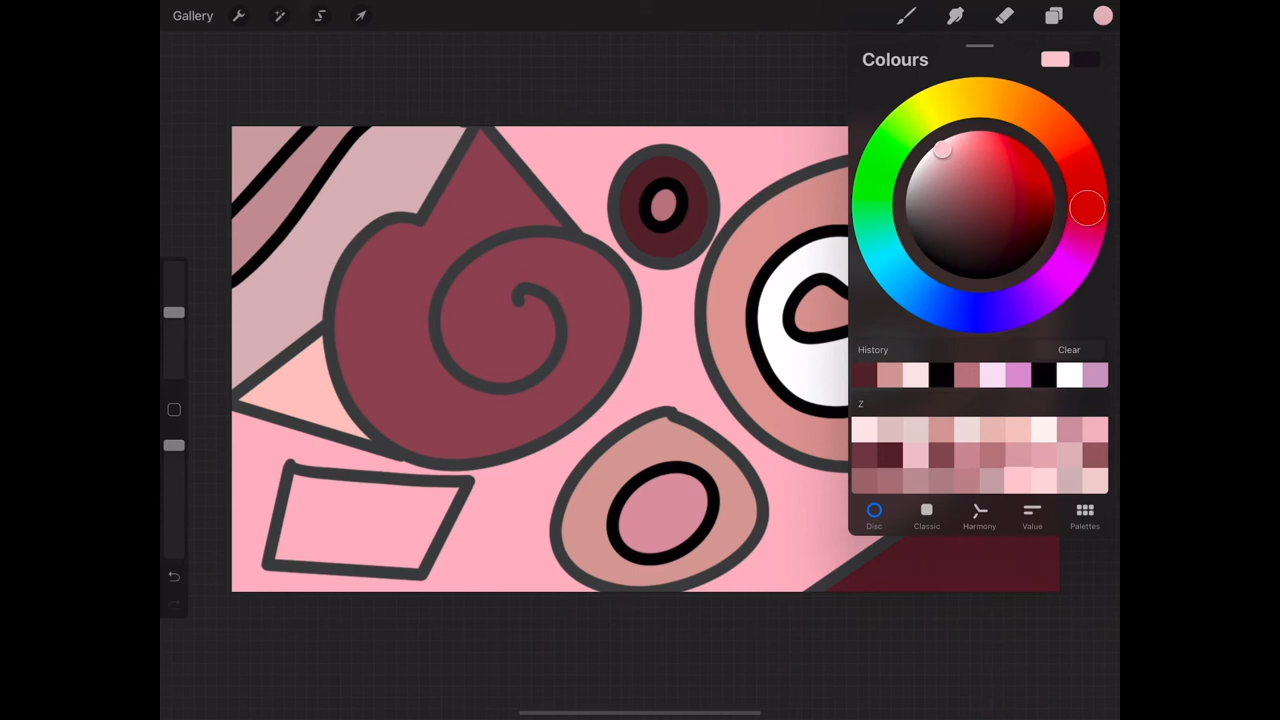 Gallery
Colours
History Clear
Z
Disc Classic Harmony Value Palettes